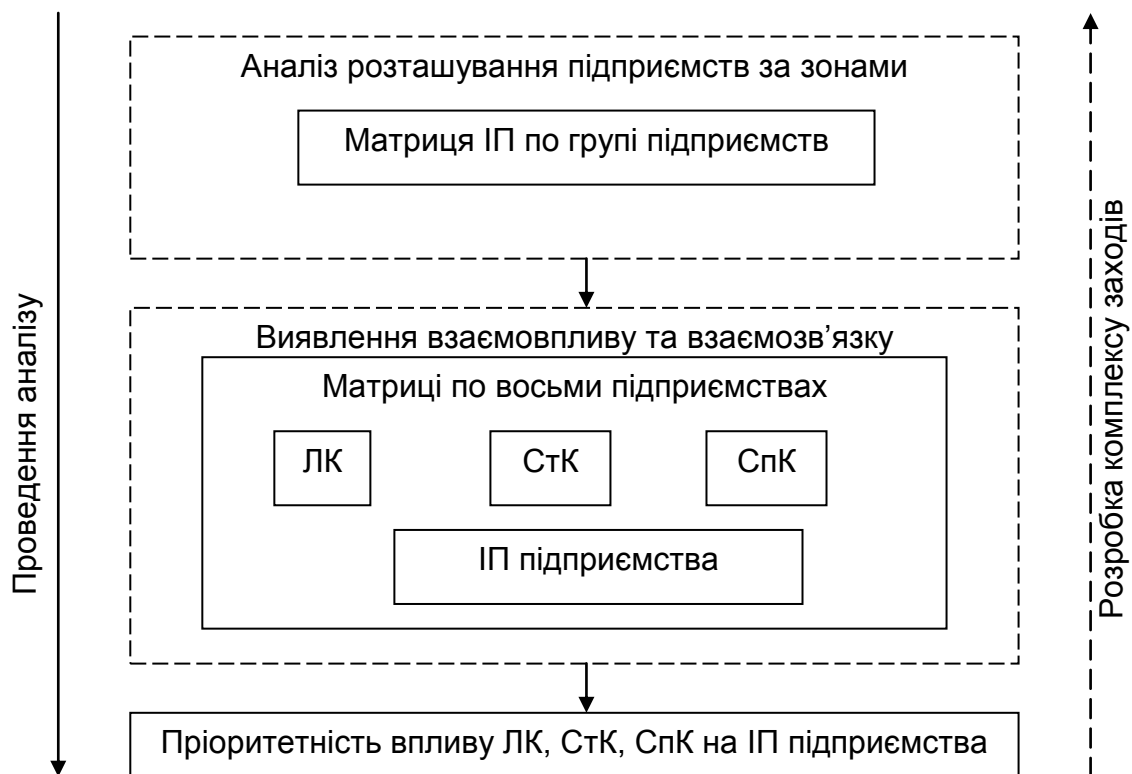 Аналіз розташування підприємств за зонами
Матриця ІП по групі підприємств
Виявлення взаємовпливу та взаємозв’язку
Матриці по восьми підприємствах
ЛК
СтК
СпК
ІП підприємства
Пріоритетність впливу ЛК, СтК, СпК на ІП підприємства
Проведення аналізу
Розробка комплексу заходів